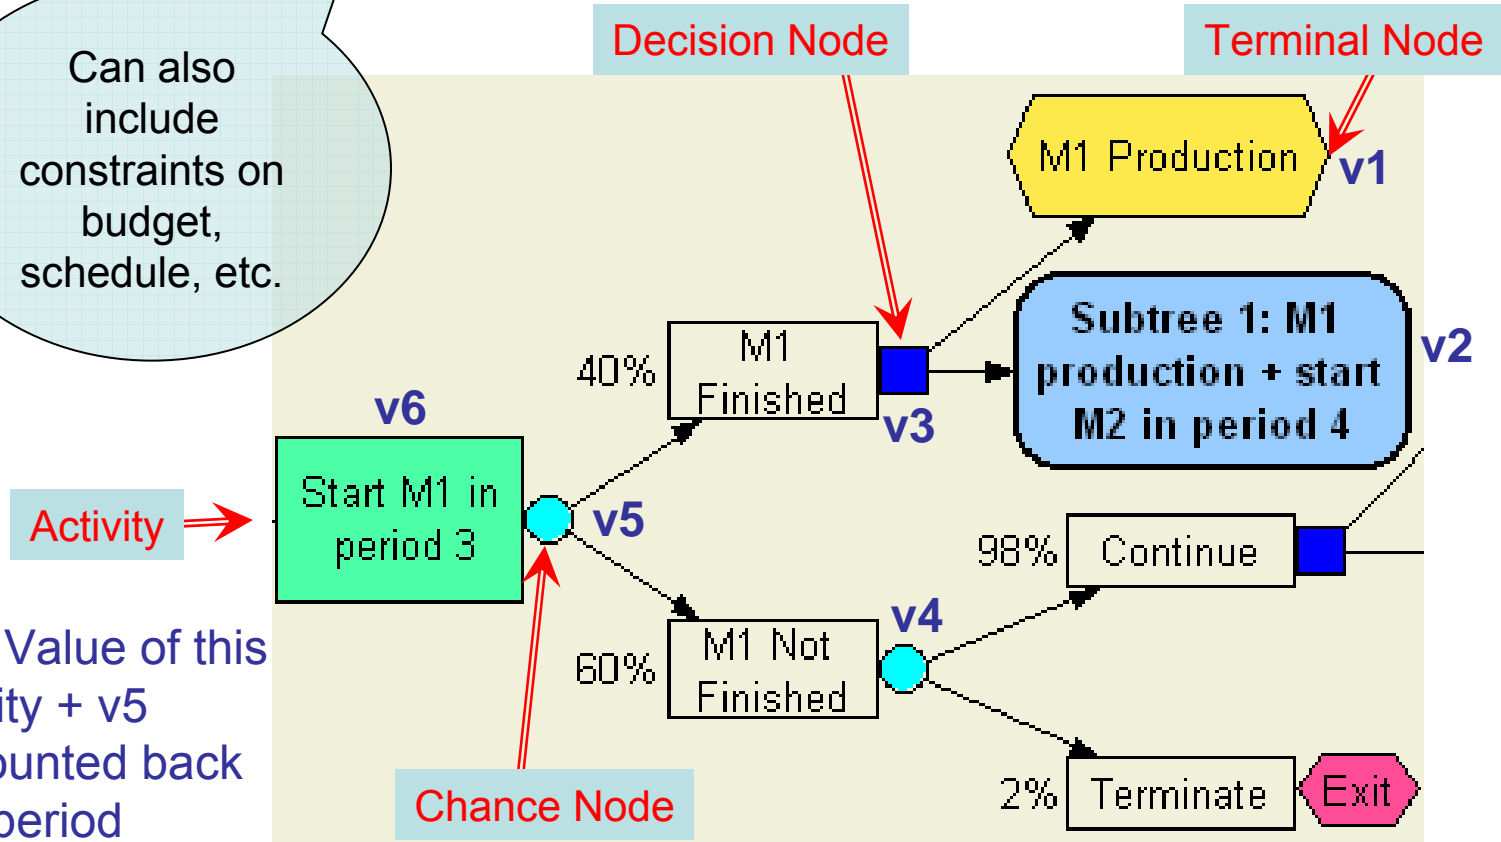 Decision Node
Terminal Node
Can also
include
constraints on
budget,
schedule, etc.
M1 Production
v1
Subtree 1: M1
production + start
M2 in period 4
v2
40%
M1
Finished
v3
v6
Start M1 in
period 3
v5
Activity
98%
Continue
v4
60%
M1 Not
Finished
2%
Terminate
Exit
Value of this
ity + v5
ounted back
period
Chance Node